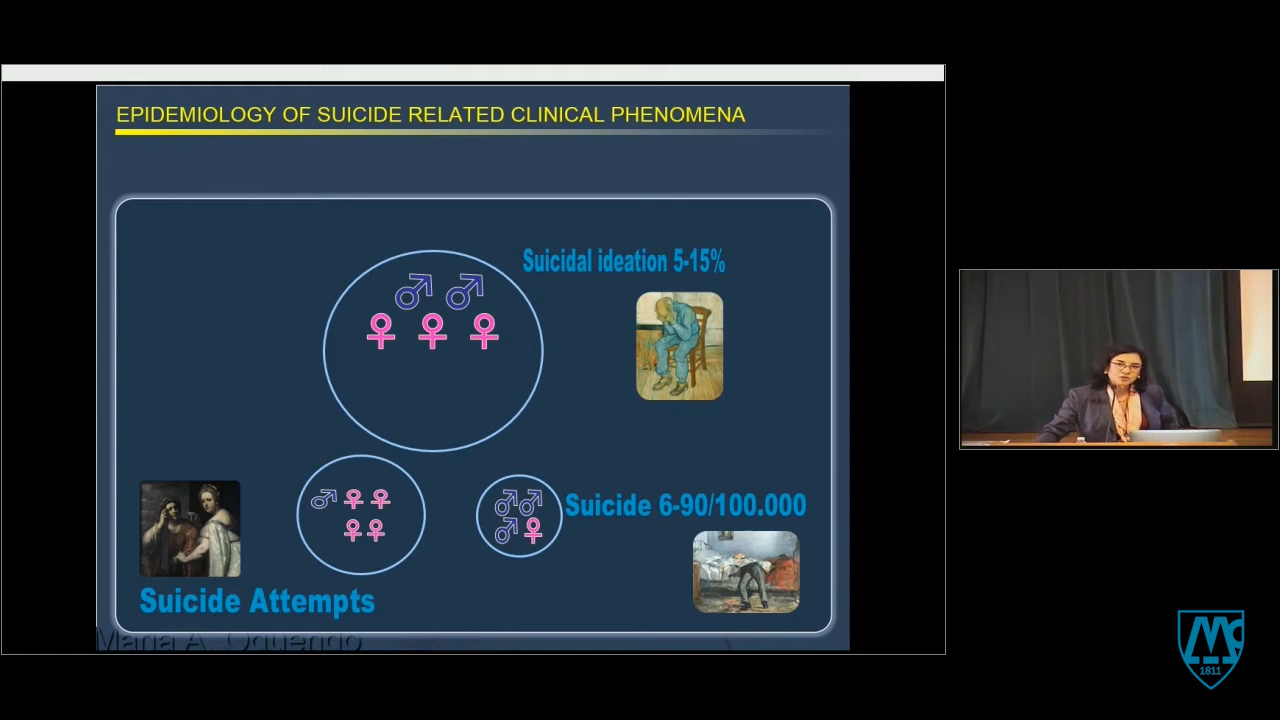 EPIDEMIOLOGY OF SUICIDE RELATED CLINICAL PHENOMENA
Suicidal ideation 5-15%
Suicide 6-90/100.000
Suicide Attempts
Maria A. Oquendo
1811